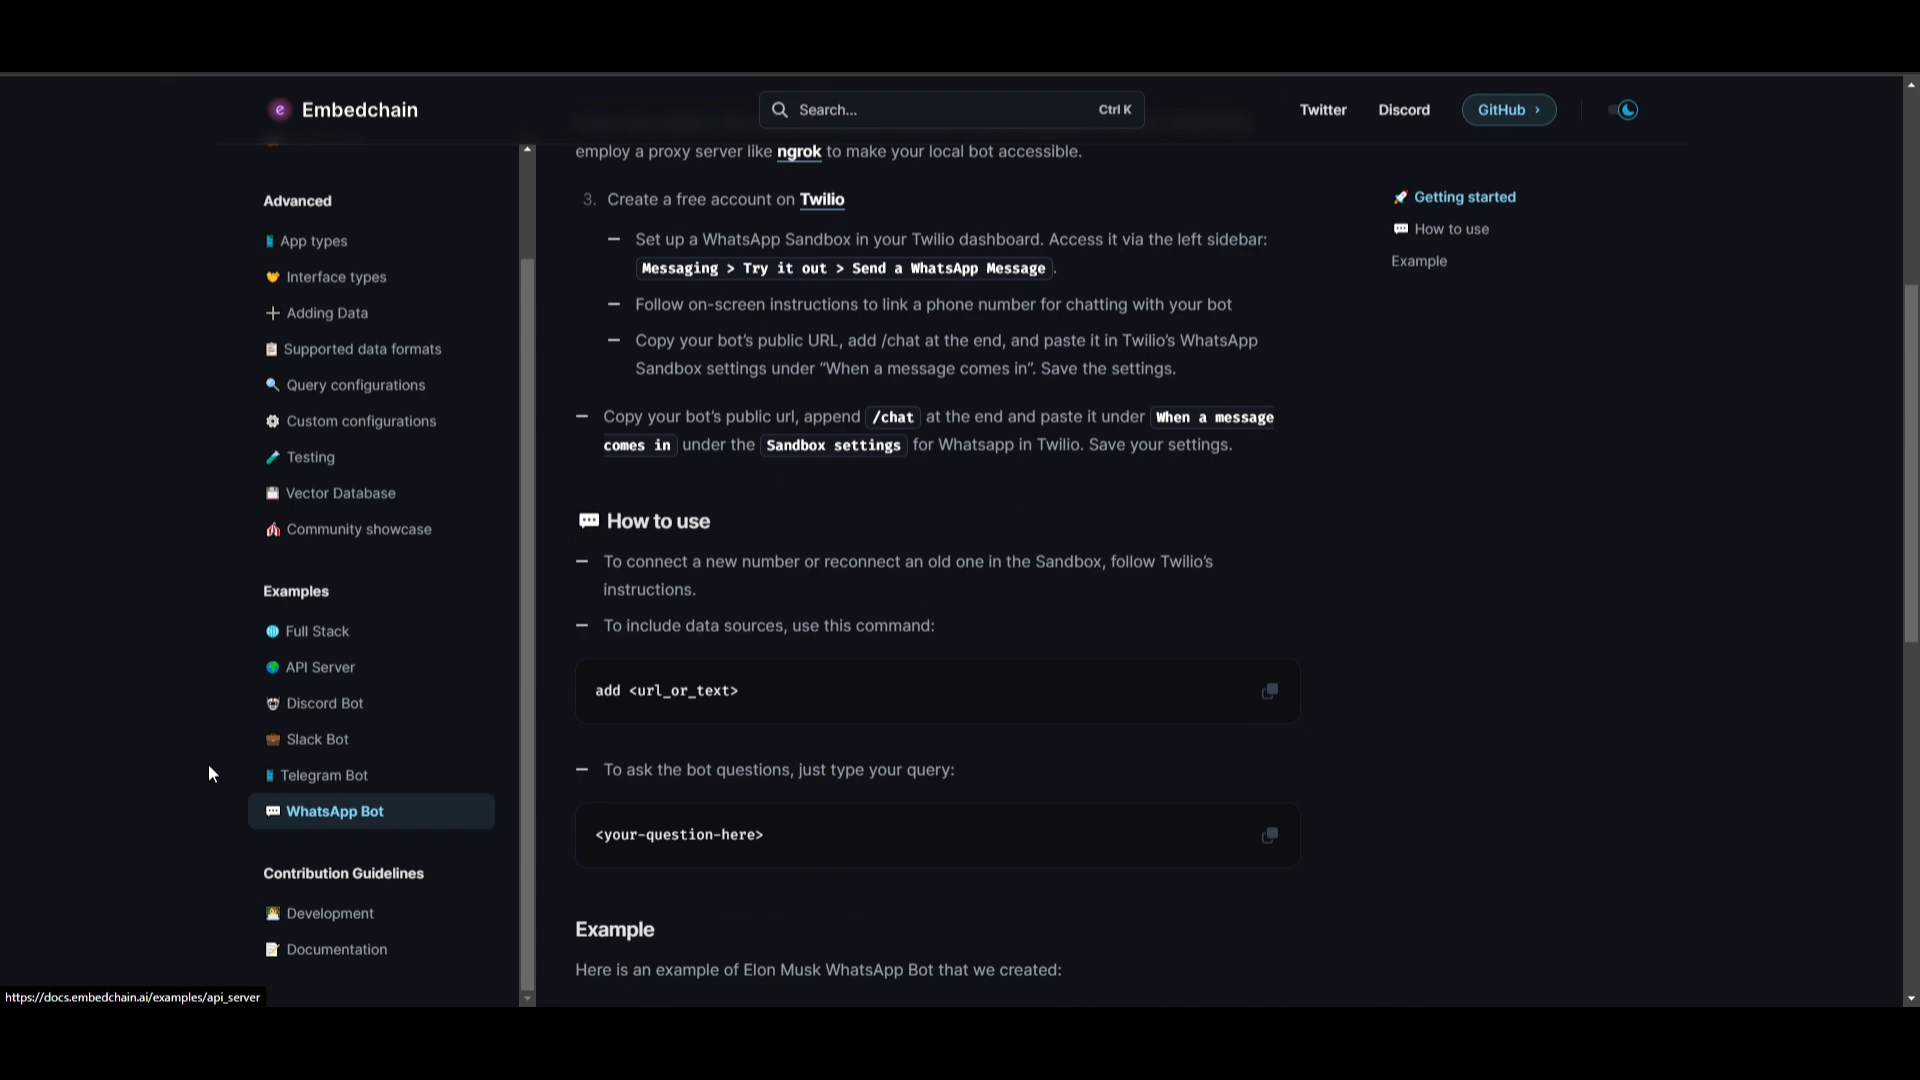 Embedchain
Search...
Ctrl K
Twitter
Discord
GitHub
Advanced
App types
Interface types
Adding Data
Supported data formats
Query configurations
Custom configurations
Testing
Vector Database
Community showcase
Examples
Full Stack
API Server
Discord Bot
Slack Bot
Telegram Bot
WhatsApp Bot
Contribution Guidelines
Development
Documentation
employ a proxy server like ngrok to make your local bot accessible.
3. Create a free account on Twilio
Set up a WhatsApp Sandbox in your Twilio dashboard. Access it via the left sidebar:
Messaging > Try it out > Send a WhatsApp Message.
Follow on-screen instructions to link a phone number for chatting with your bot
Copy your bot’s public URL, add /chat at the end, and paste it in Twilio’s WhatsApp
Sandbox settings under “When a message comes in”. Save the settings.
Copy your bot’s public url, append /chat at the end and paste it under When a message
comes in under the Sandbox settings for Whatsapp in Twilio. Save your settings.
How to use
To connect a new number or reconnect an old one in the Sandbox, follow Twilio’s
instructions.
To include data sources, use this command:
add <url_or_text>
To ask the bot questions, just type your query:
<your-question-here>
Example
Here is an example of Elon Musk WhatsApp Bot that we created:
Getting started
How to use
Example
https://docs.embedchain.ai/examples/api_server